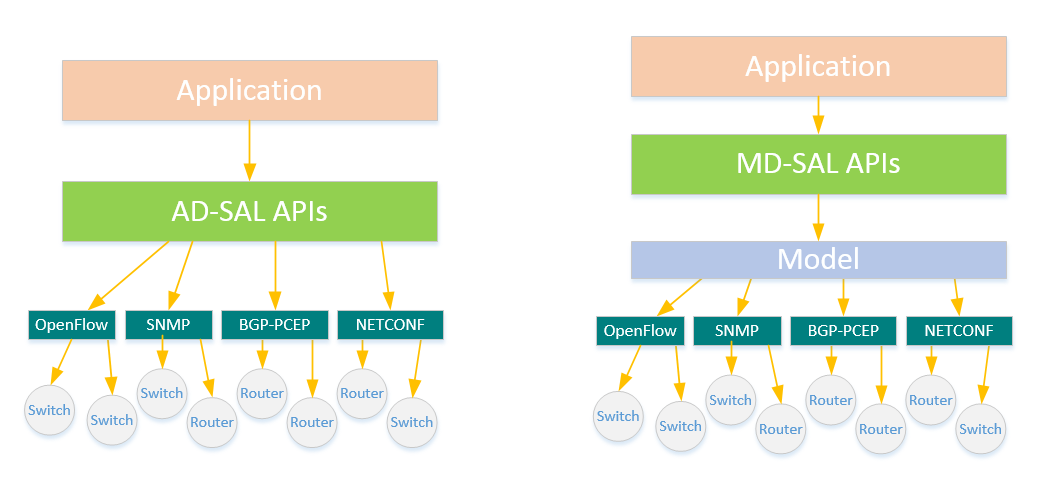 Application
AD-SAL APIs
OpenFlow
SNMP
BGP-PCEP
NETCONF
Switch
Switch
Switch
Router
Router
Router
Router
Switch
Application
MD-SAL APIs
Model
OpenFlow
SNMP
BGP-PCEP
NETCONF
Switch
Switch
Switch
Router
Router
Router
Router
Switch